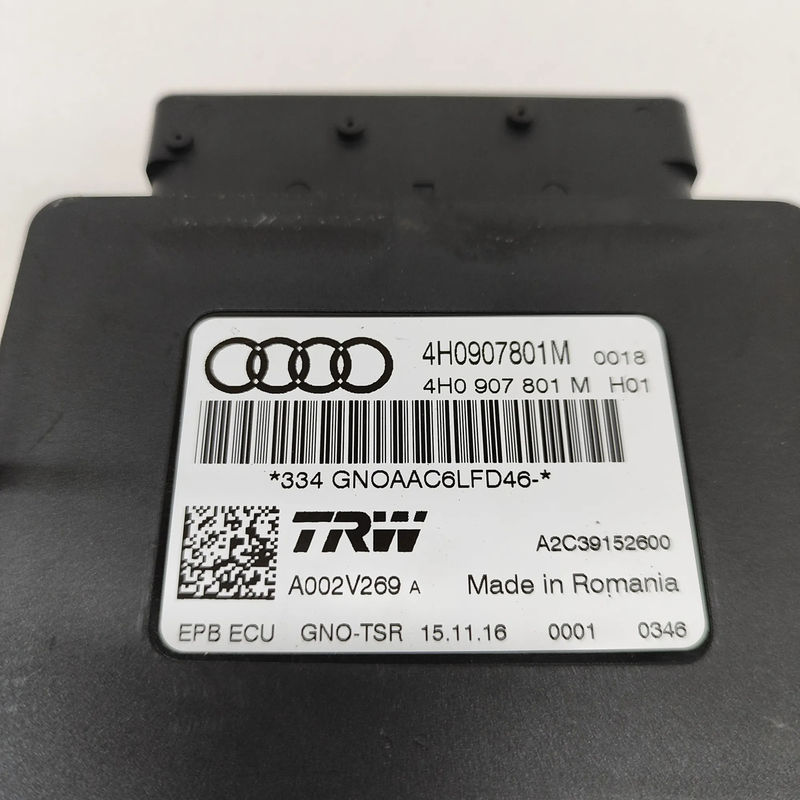 4H0907801M 0018
4H0 907 801 M H01
*334 GNOAAC6LFD46-*
TRW A2C39152600
A002V269 A Made in Romania
EPB ECU GNO-TSR 15.11.16 0001 0346